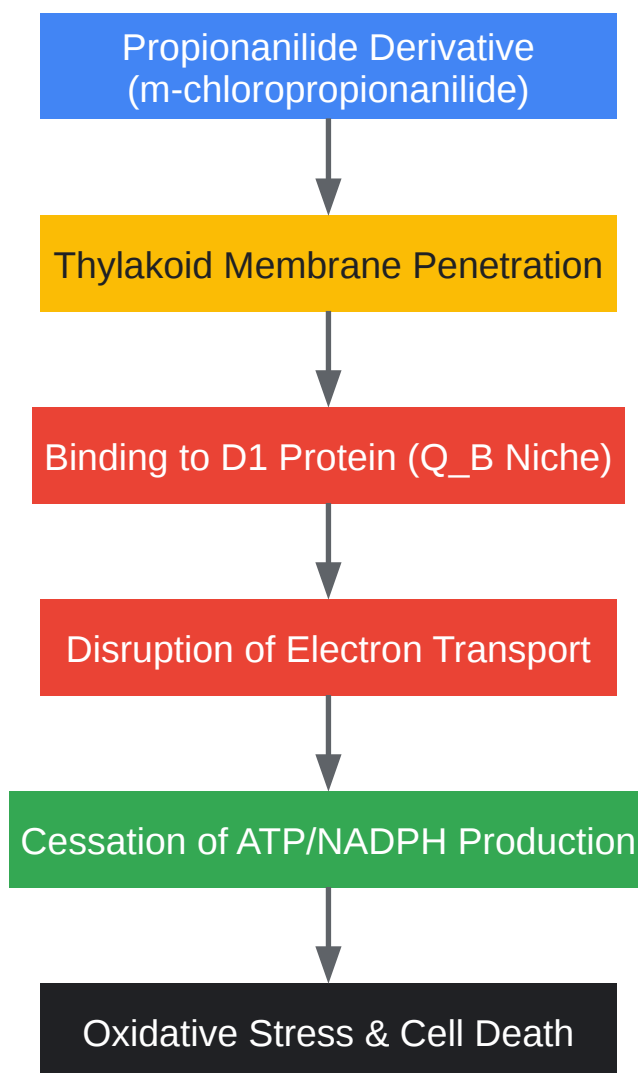 Propionanilide Derivative
(m-chloropropionanilide)
Thylakoid Membrane Penetration
Binding to D1 Protein (Q_B Niche)
Disruption of Electron Transport
Cessation of ATP/NADPH Production
Oxidative Stress & Cell Death